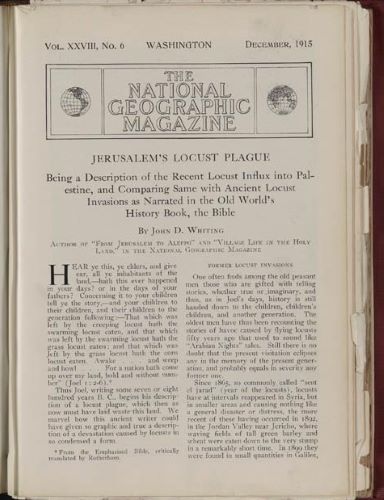 VOL. XXVIII, No. 6 WASHINGTON DECEMBER, 1915
THE
NATIONAL
GEOGRAPHIC
MAGAZINE
JERUSALEM'S LOCUST PLAGUE
Being a Description of the Recent Locust Influx into Pal-
estine, and Comparing Same with Ancient Locust
Invasions as Narrated in the Old World's
History Book, the Bible
BY JOHN D. WHITING
AUTHOR OF "FROM JERUSALEM TO ALEPPO" AND "VILLAGE LIFE IN THE HOLY
LAND," IN THE NATIONAL GEOGRAPHIC MAGAZINE
HEAR ye this, ye elders, and give
ear, all ye inhabitants of the
land,—hath this ever happened
in your days? or in the days of your
fathers? Concerning it to your children
tell ye the story,—and your children to
their children, and their children to the
generation following:—That which was
left by the creeping locust hath the
swarming locust eaten, and that which
was left by the swarming locust hath the
grass locust eaten; and that which was
left by the grass locust hath the corn
locust eaten. Awake . . . and weep
and howl . . . For a nation hath come
up over my land, bold and without num-
ber" (Joel 1:2-6).*
Thus Joel, writing some seven or eight
hundred years B. C., begins his descrip-
tion of a locust plague, which then as
now must have laid waste this land. We
marvel how this ancient writer could
have given so graphic and true a descrip-
tion of a devastation caused by locusts in
so condensed a form.
* From the Emphasised Bible, critically
translated by Rotherham.
FORMER LOCUST INVASIONS
One often finds among the old peasant
men those who are gifted with telling
stories, whether true or imaginary, and
thus, as in Joel's days, history is still
handed down to the children, children's
children, and another generation. The
oldest men have thus been recounting the
stories of havoc caused by flying locusts
fifty years ago that used to sound like
"Arabian Nights" tales. Still there is no
doubt that the present visitation eclipses
any in the memory of the present gener-
ation, and probably equals in severity any
former one.
Since 1865, so commonly called "sent
el jarad" (year of the locusts), locusts
have at intervals reappeared in Syria, but
in smaller areas and causing nothing like
a general disaster or distress, the more
recent of these having occurred in 1892,
in the Jordan Valley near Jericho, where
waving fields of tall green barley and
wheat were eaten down to the very stump
in a remarkably short time. In 1899 they
were found in small quantities in Galilee,